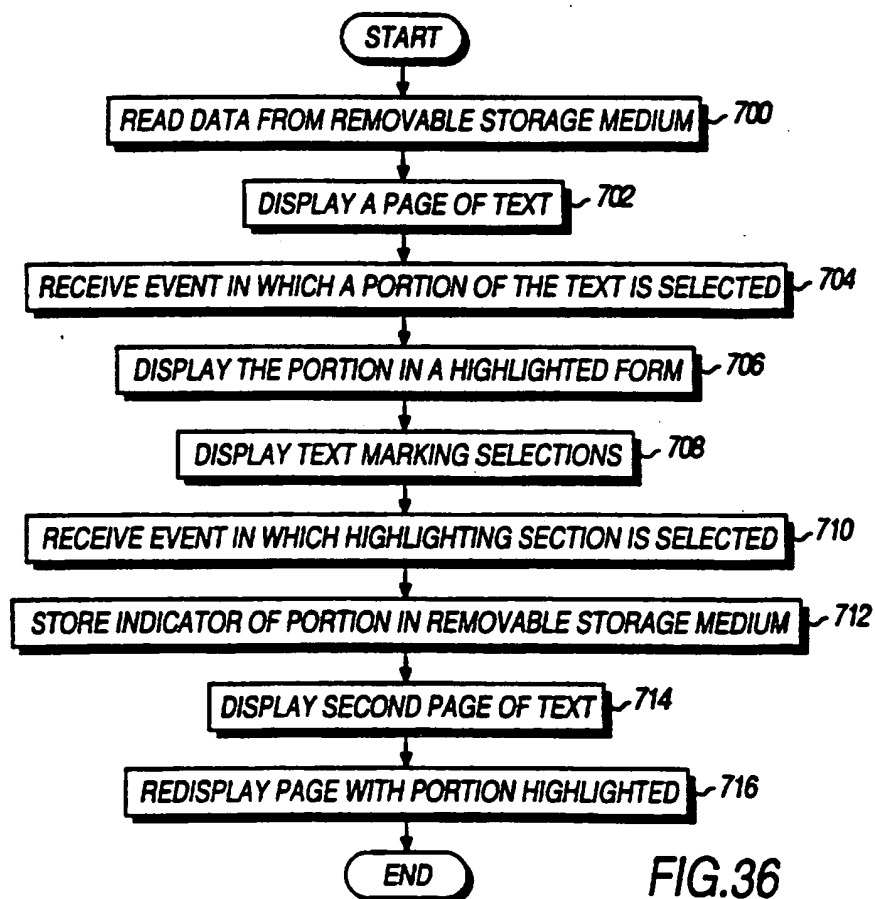 START
READ DATA FROM REMOVABLE STORAGE MEDIUM 700
DISPLAY A PAGE OF TEXT 702
RECEIVE EVENT IN WHICH A PORTION OF THE TEXT IS SELECTED 704
DISPLAY THE PORTION IN A HIGHLIGHTED FORM 706
DISPLAY TEXT MARKING SELECTIONS 708
RECEIVE EVENT IN WHICH HIGHLIGHTING SECTION IS SELECTED 710
STORE INDICATOR OF PORTION IN REMOVABLE STORAGE MEDIUM 712
DISPLAY SECOND PAGE OF TEXT 714
REDISPLAY PAGE WITH PORTION HIGHLIGHTED 716
END
FIG.36